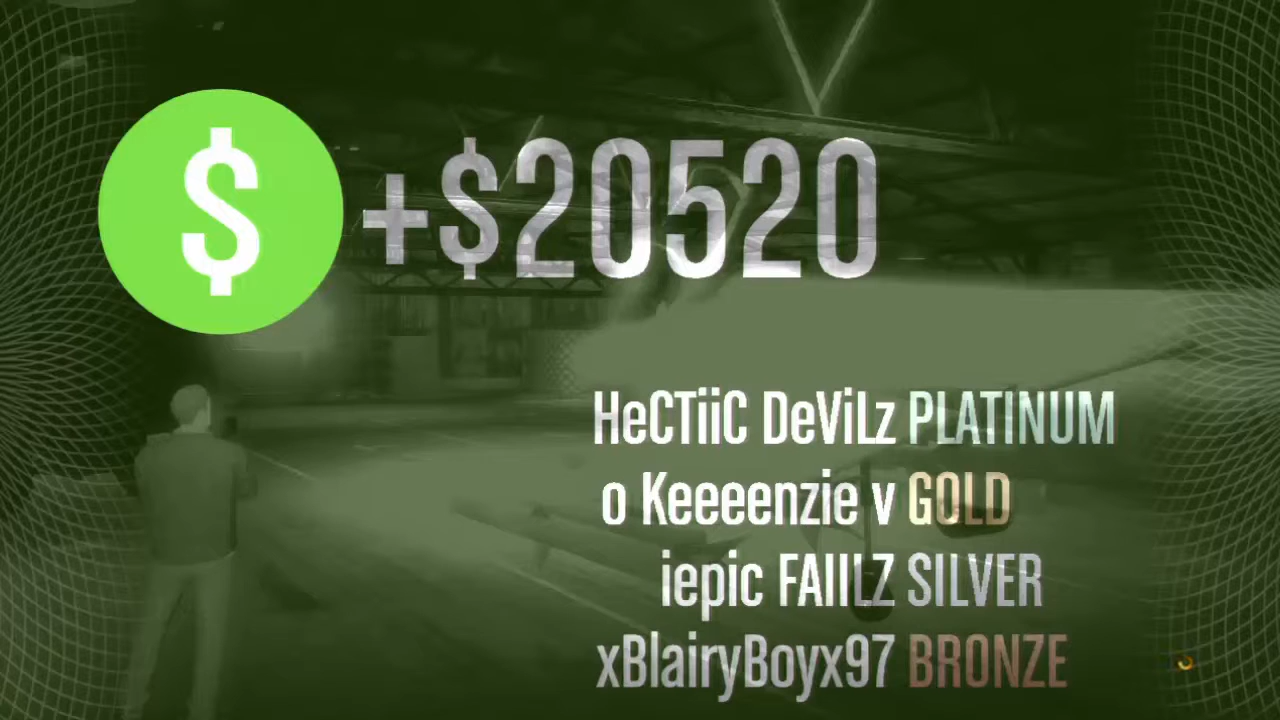 $
+$20520
HeCTiiC DeViLz PLATINUM
o Keeeenzie v GOLD
iepic FAIILZ SILVER
xBlairyBoyx97 BRONZE